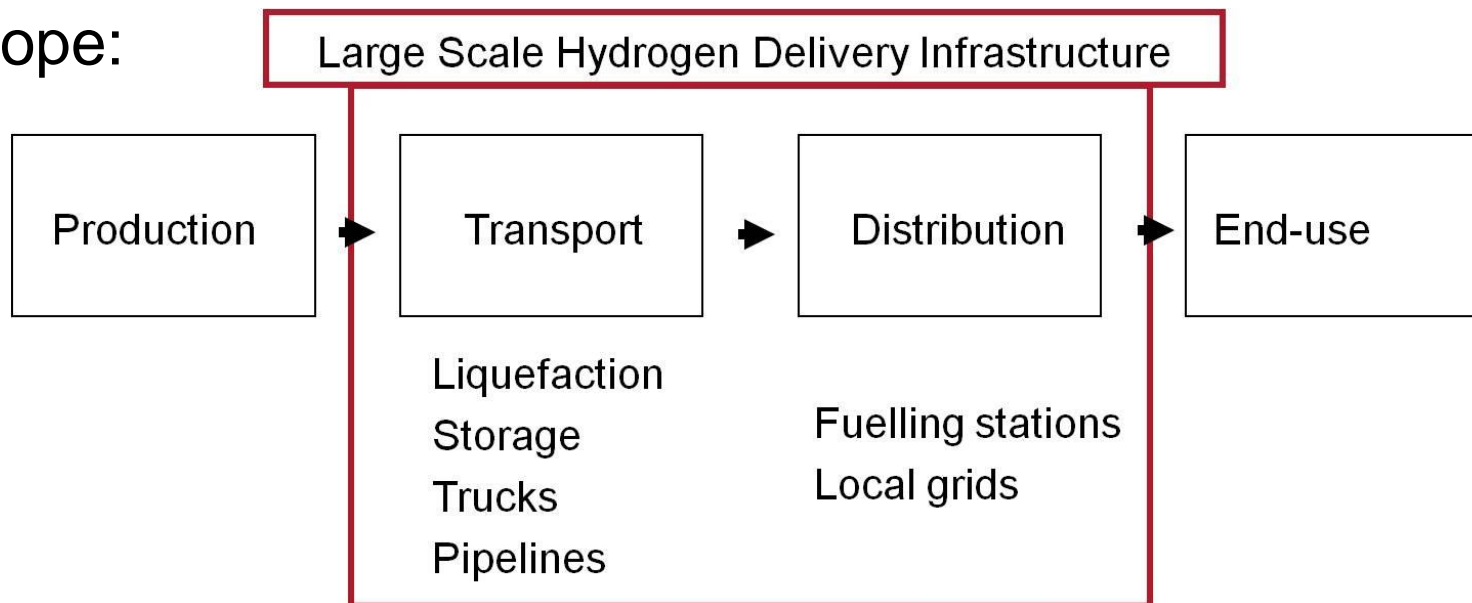 ope:
Large Scale Hydrogen Delivery Infrastructure
Production
Transport
Distribution
End-use
Liquefaction
Storage
Trucks
Pipelines
Fuelling stations
Local grids